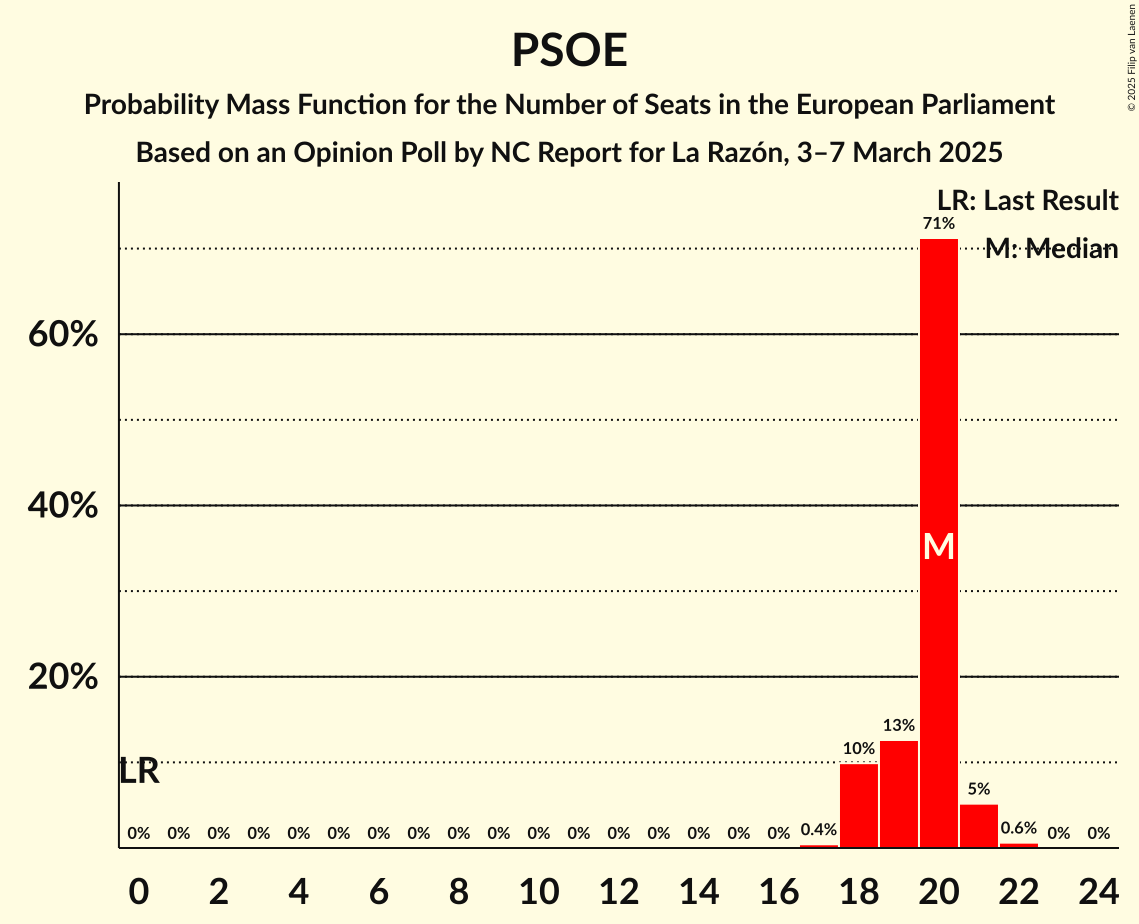 PSOE
Probability Mass Function for the Number of Seats in the European Parliament
Based on an Opinion Poll by NC Report for La Razón, 3–7 March 2025
© 2025 Filip van Laenen
LR: Last Result
M: Median
71%
60%
40%
M
20%
13%
10%
LR
5%
0% 0% 0% 0% 0% 0% 0% 0% 0% 0% 0% 0% 0% 0% 0% 0% 0% 0.4% 0.6% 0% 0%
0 2 4 6 8 10 12 14 16 18 20 22 24